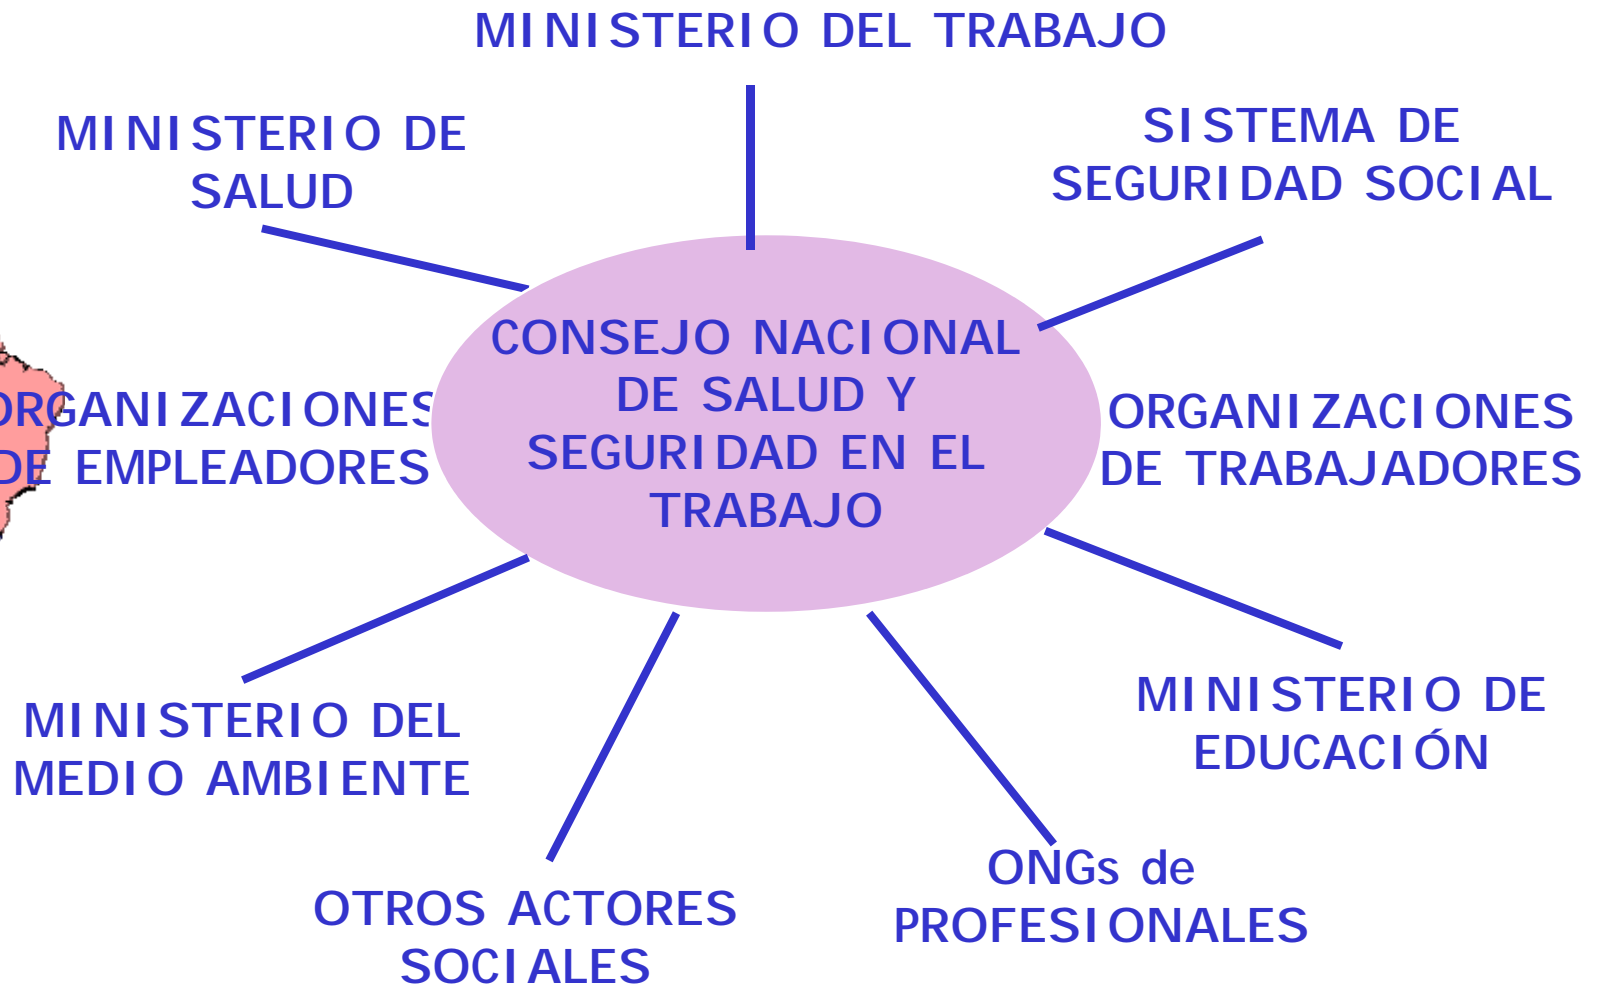 MINISTERIO DEL TRABAJO
MINISTERIO DE
SALUD
SISTEMA DE
SEGURIDAD SOCIAL
CONSEJO NACIONAL
DE SALUD Y
SEGURIDAD EN EL
TRABAJO
ORGANIZACIONES
DE EMPLEADORES
ORGANIZACIONES
DE TRABAJADORES
MINISTERIO DEL
MEDIO AMBIENTE
MINISTERIO DE
EDUCACIÓN
OTROS ACTORES
SOCIALES
ONGs de
PROFESIONALES